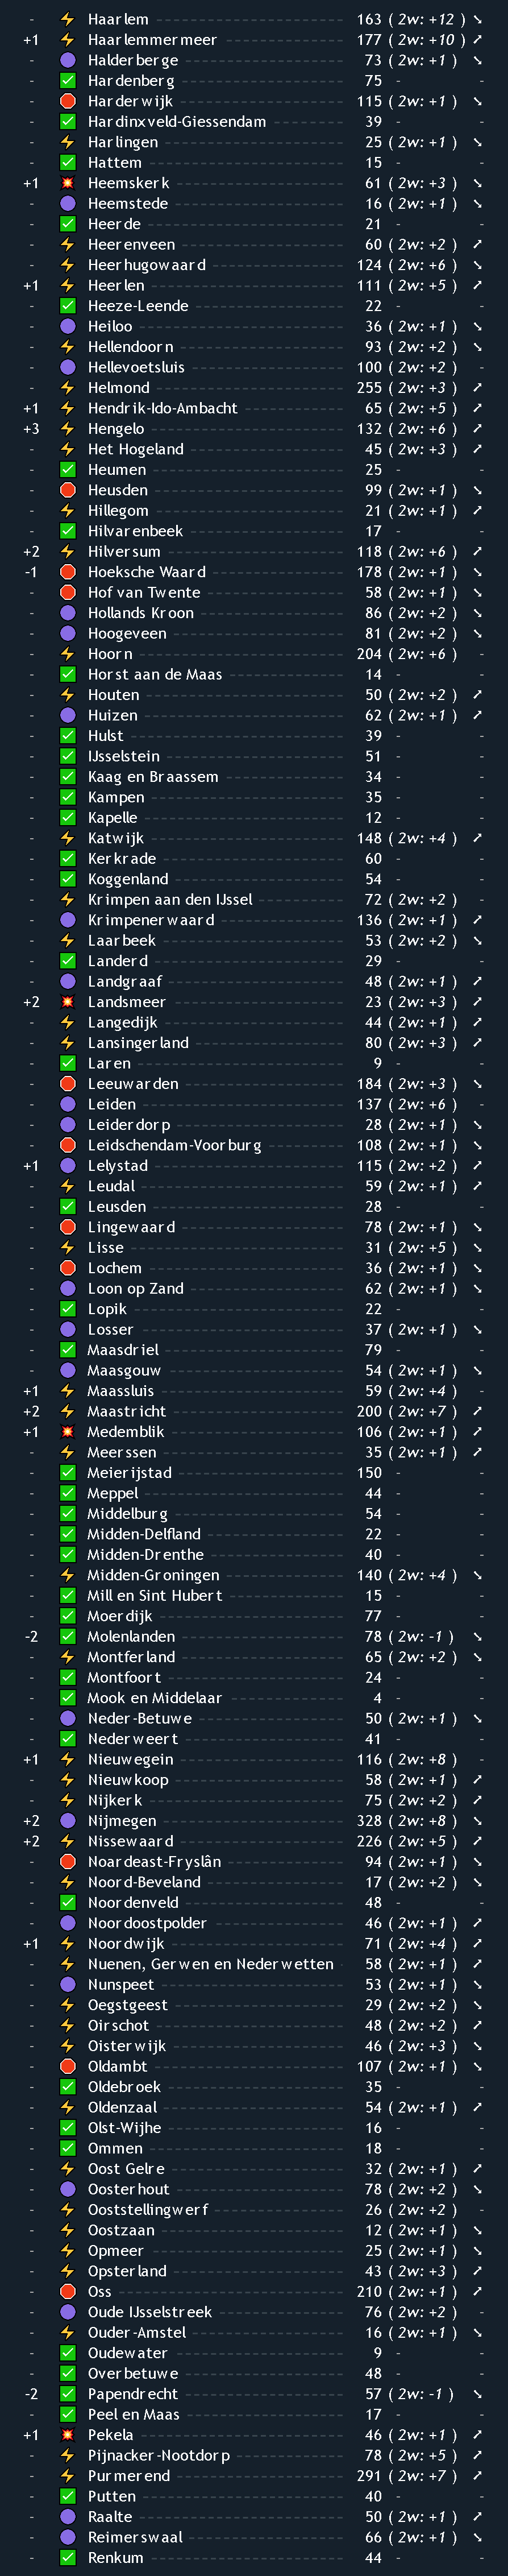 - ⚡ Haarlem 163 ( 2w: +12 ) ↘
+1 ⚡ Haarlemmermeer 177 ( 2w: +10 ) ↗
- 🟣 Halderberge 73 ( 2w: +1 ) ↘
- ✅ Hardenberg 75 - -
- 🛑 Harderwijk 115 ( 2w: +1 ) ↘
- ✅ Hardinxveld-Giessendam 39 - -
- ⚡ Harlingen 25 ( 2w: +1 ) ↘
- ✅ Hattem 15 - -
+1 💥 Heemskerk 61 ( 2w: +3 ) ↘
- 🟣 Heemstede 16 ( 2w: +1 ) ↘
- ✅ Heerde 21 - -
- ⚡ Heerenveen 60 ( 2w: +2 ) ↗
- ⚡ Heerhugowaard 124 ( 2w: +6 ) ↘
+1 ⚡ Heerlen 111 ( 2w: +5 ) ↗
- ✅ Heeze-Leende 22 - -
- 🟣 Heiloo 36 ( 2w: +1 ) ↘
- ⚡ Hellendoorn 93 ( 2w: +2 ) ↘
- 🟣 Hellevoetsluis 100 ( 2w: +2 ) -
- ⚡ Helmond 255 ( 2w: +3 ) ↗
+1 ⚡ Hendrik-Ido-Ambacht 65 ( 2w: +5 ) ↗
+3 ⚡ Hengelo 132 ( 2w: +6 ) ↗
- ⚡ Het Hogeland 45 ( 2w: +3 ) ↗
- ✅ Heumen 25 - -
- 🛑 Heusden 99 ( 2w: +1 ) ↘
- ⚡ Hillegom 21 ( 2w: +1 ) ↗
- ✅ Hilvarenbeek 17 - -
+2 ⚡ Hilversum 118 ( 2w: +6 ) ↗
-1 🛑 Hoeksche Waard 178 ( 2w: +1 ) ↘
- 🛑 Hof van Twente 58 ( 2w: +1 ) ↘
- 🟣 Hollands Kroon 86 ( 2w: +2 ) ↘
- 🟣 Hoogeveen 81 ( 2w: +2 ) ↘
- ⚡ Hoorn 204 ( 2w: +6 ) -
- ✅ Horst aan de Maas 14 - -
- ⚡ Houten 50 ( 2w: +2 ) ↗
- 🟣 Huizen 62 ( 2w: +1 ) ↗
- ✅ Hulst 39 - -
- ✅ IJsselstein 51 - -
- ✅ Kaag en Braassem 34 - -
- ✅ Kampen 35 - -
- ✅ Kapelle 12 - -
- ⚡ Katwijk 148 ( 2w: +4 ) ↗
- ✅ Kerkrade 60 - -
- ✅ Koggenland 54 - -
- ⚡ Krimpen aan den IJssel 72 ( 2w: +2 ) -
- 🟣 Krimpenerwaard 136 ( 2w: +1 ) ↗
- ⚡ Laarbeek 53 ( 2w: +2 ) ↘
- ✅ Landerd 29 - -
- 🟣 Landgraaf 48 ( 2w: +1 ) ↗
+2 💥 Landsmeer 23 ( 2w: +3 ) ↗
- ⚡ Langedijk 44 ( 2w: +1 ) ↗
- ⚡ Lansingerland 80 ( 2w: +3 ) ↗
- ✅ Laren 9 - -
- 🛑 Leeuwarden 184 ( 2w: +3 ) ↘
- 🟣 Leiden 137 ( 2w: +6 ) -
- 🟣 Leiderdorp 28 ( 2w: +1 ) ↘
- 🛑 Leidschendam-Voorburg 108 ( 2w: +1 ) ↘
+1 🟣 Lelystad 115 ( 2w: +2 ) ↗
- ⚡ Leudal 59 ( 2w: +1 ) ↗
- ✅ Leusden 28 - -
- 🛑 Lingewaard 78 ( 2w: +1 ) ↘
- ⚡ Lisse 31 ( 2w: +5 ) ↘
- 🛑 Lochem 36 ( 2w: +1 ) ↘
- 🟣 Loon op Zand 62 ( 2w: +1 ) ↘
- ✅ Lopik 22 - -
- 🟣 Losser 37 ( 2w: +1 ) ↘
- ✅ Maasdriel 79 - -
- 🟣 Maasgouw 54 ( 2w: +1 ) ↘
+1 ⚡ Maassluis 59 ( 2w: +4 ) -
+2 ⚡ Maastricht 200 ( 2w: +7 ) ↗
+1 💥 Medemblik 106 ( 2w: +1 ) ↗
- ⚡ Meerssen 35 ( 2w: +1 ) ↗
- ✅ Meierijstad 150 - -
- ✅ Meppel 44 - -
- ✅ Middelburg 54 - -
- ✅ Midden-Delfland 22 - -
- ✅ Midden-Drenthe 40 - -
- ⚡ Midden-Groningen 140 ( 2w: +4 ) ↘
- ✅ Mill en Sint Hubert 15 - -
- ✅ Moerdijk 77 - -
-2 ✅ Molenlanden 78 ( 2w: -1 ) ↘
- ⚡ Montferland 65 ( 2w: +2 ) ↘
- ✅ Montfoort 24 - -
- ✅ Mook en Middelaar 4 - -
- 🟣 Neder-Betuwe 50 ( 2w: +1 ) ↘
- ✅ Nederweert 41 - -
+1 ⚡ Nieuwegein 116 ( 2w: +8 ) -
- ⚡ Nieuwkoop 58 ( 2w: +1 ) ↗
- ⚡ Nijkerk 75 ( 2w: +2 ) ↗
+2 🟣 Nijmegen 328 ( 2w: +8 ) ↘
+2 ⚡ Nissewaard 226 ( 2w: +5 ) ↗
- 🛑 Noardeast-Fryslân 94 ( 2w: +1 ) ↘
- ⚡ Noord-Beveland 17 ( 2w: +2 ) ↘
- ✅ Noordenveld 48 - -
- 🟣 Noordoostpolder 46 ( 2w: +1 ) ↗
+1 ⚡ Noordwijk 71 ( 2w: +4 ) ↗
- ⚡ Nuenen, Gerwen en Nederwetten 58 ( 2w: +1 ) ↗
- 🟣 Nunspeet 53 ( 2w: +1 ) ↘
- ⚡ Oegstgeest 29 ( 2w: +2 ) ↘
- ⚡ Oirschot 48 ( 2w: +2 ) ↗
- ⚡ Oisterwijk 46 ( 2w: +3 ) ↘
- 🛑 Oldambt 107 ( 2w: +1 ) ↘
- ✅ Oldebroek 35 - -
- ⚡ Oldenzaal 54 ( 2w: +1 ) ↗
- ✅ Olst-Wijhe 16 - -
- ✅ Ommen 18 - -
- ⚡ Oost Gelre 32 ( 2w: +1 ) ↗
- 🟣 Oosterhout 78 ( 2w: +2 ) ↘
- ⚡ Ooststellingwerf 26 ( 2w: +2 ) -
- ⚡ Oostzaan 12 ( 2w: +1 ) ↘
- ⚡ Opmeer 25 ( 2w: +1 ) ↘
- ⚡ Opsterland 43 ( 2w: +3 ) ↗
- 🛑 Oss 210 ( 2w: +1 ) ↗
- 🟣 Oude IJsselstreek 76 ( 2w: +2 ) -
- ⚡ Ouder-Amstel 16 ( 2w: +1 ) ↘
- ✅ Oudewater 9 - -
- ✅ Overbetuwe 48 - -
-2 ✅ Papendrecht 57 ( 2w: -1 ) ↘
- ✅ Peel en Maas 17 - -
+1 💥 Pekela 46 ( 2w: +1 ) ↗
- ⚡ Pijnacker-Nootdorp 78 ( 2w: +5 ) ↗
- ⚡ Purmerend 291 ( 2w: +7 ) ↗
- ✅ Putten 40 - -
- 🟣 Raalte 50 ( 2w: +1 ) ↗
- 🟣 Reimerswaal 66 ( 2w: +1 ) ↘
- ✅ Renkum 44 - -